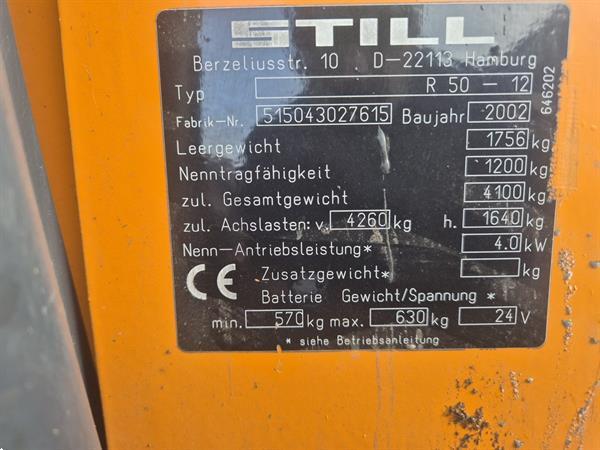 STILL
Berzeliusstr. 10 D-22113 Hamburg
Typ R 50 - 12
Fabrik-Nr. 515043027615 Baujahr 2002
Leergewicht 1756 kg
Nenntragfähigkeit 1200 kg
zul. Gesamtgewicht 4100 kg
zul. Achslasten: v. 4260 kg h. 1640 kg
Nenn-Antriebsleistung* 4.0 kW
Zusatzgewicht* kg
CE
Batterie Gewicht/Spannung *
min. 570 kg max. 630 kg 24 V
* siehe Betriebsanleitung
646202